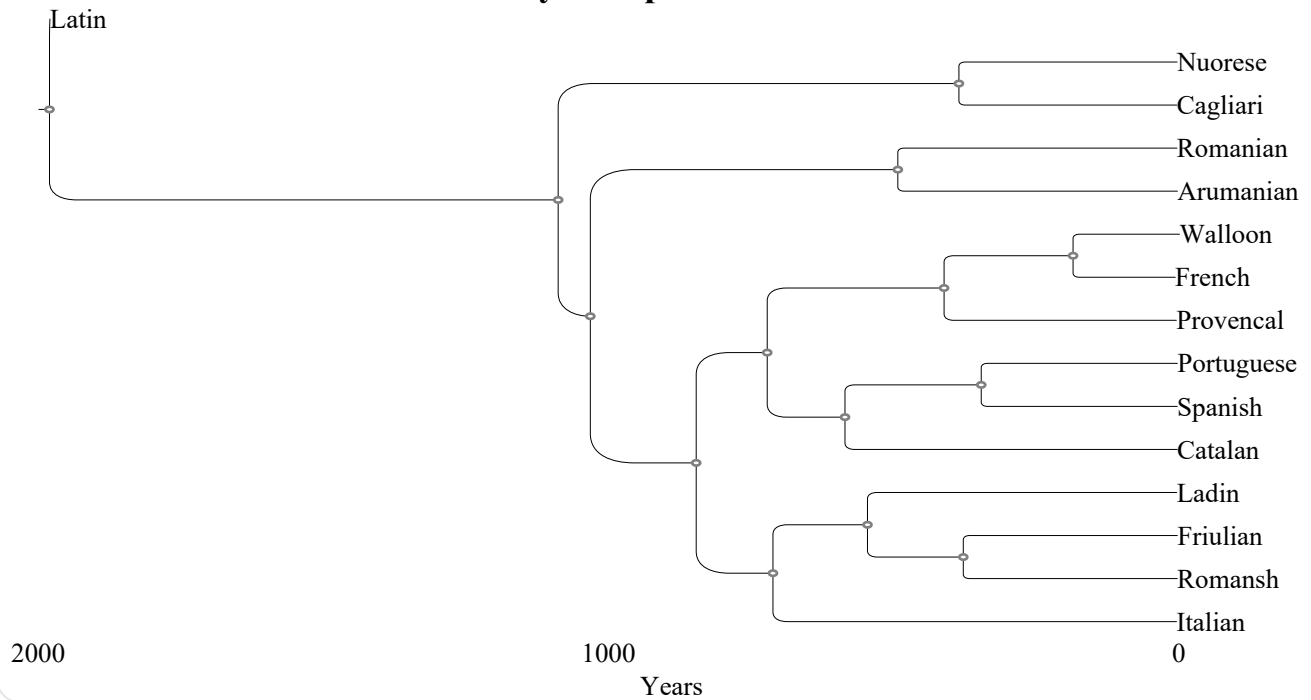 Latin
Nuorese
Cagliari
Romanian
Arumanian
Walloon
French
Provencal
Portuguese
Spanish
Catalan
Ladin
Friulian
Romansh
Italian
2000 1000 0
Years